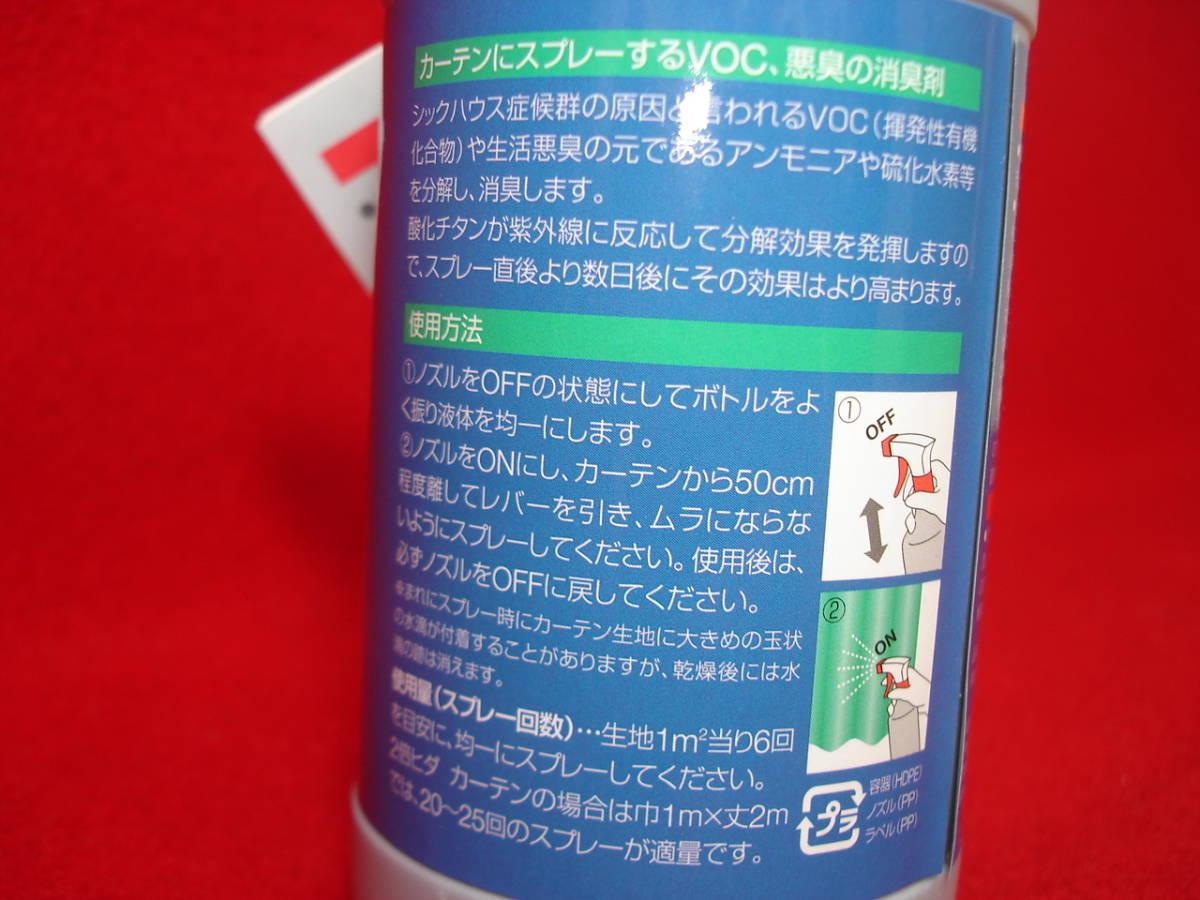 カーテンにスプレーするVOC、悪臭の消臭剤
シックハウス症候群の原因と言われるVOC(揮発性有機
化合物)や生活悪臭の元であるアンモニアや硫化水素等
を分解し、消臭します。
酸化チタンが紫外線に反応して分解効果を発揮しますの
で、スプレー直後より数日後にその効果はより高まります。
使用方法
①ノズルをOFFの状態にしてボトルをよ
く振り液体を均一にします。
②ノズルをONにし、カーテンから50cm
程度離してレバーを引き、ムラにならな
いようにスプレーしてください。使用後は、
必ずノズルをOFFに戻してください。
※まれにスプレー時にカーテン生地に大きめの玉状
の水滴が付着することがありますが、乾燥後には水
滴の跡は消えます。
使用量(スプレー回数)…生地1m²当り6回
を目安に、均一にスプレーしてください。
2倍ヒダ カーテンの場合は巾1m×丈2m
では、20〜25回のスプレーが適量です。
① OFF
② ON
プラ
容器(HDPE)
ノズル(PP)
ラベル(PP)